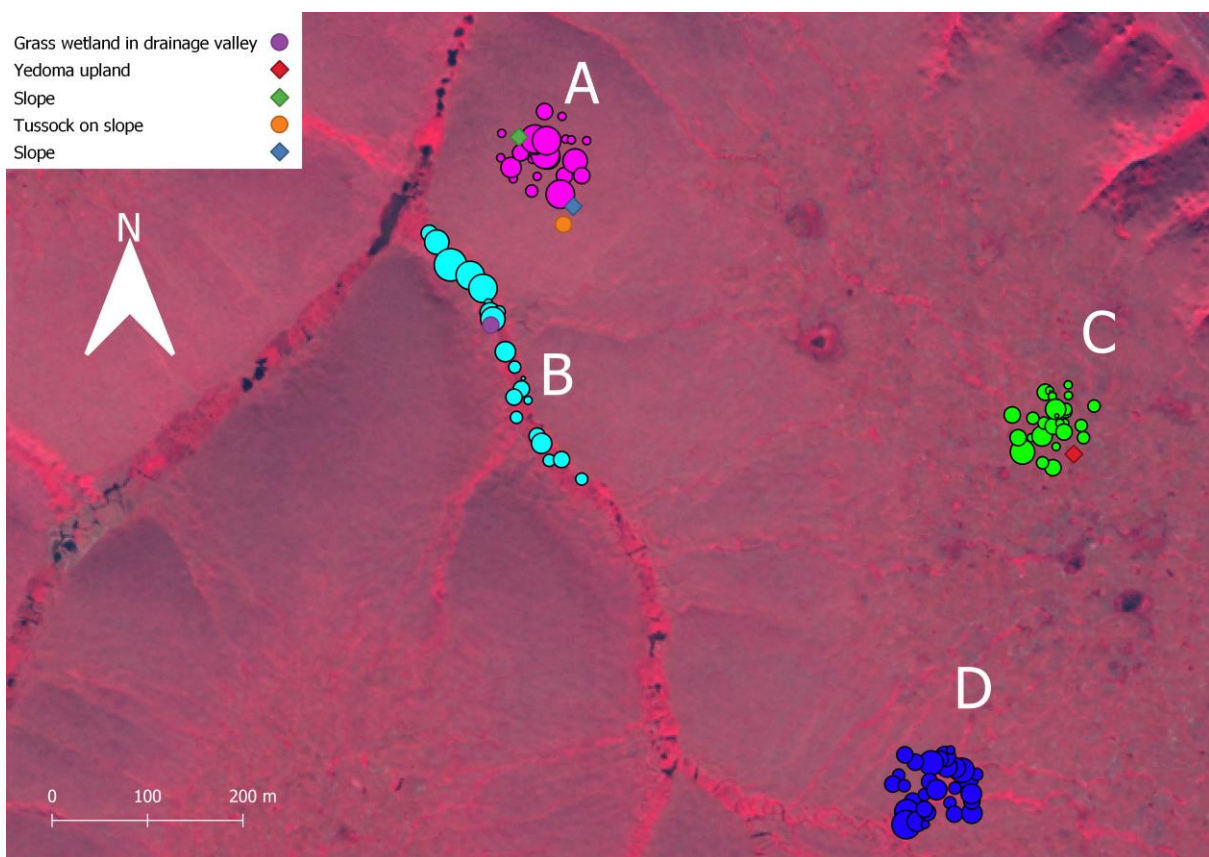 Grass wetland in drainage valley
Yedoma upland
Slope
Tussock on slope
Slope
A
N
C
B
D
0 100 200 m